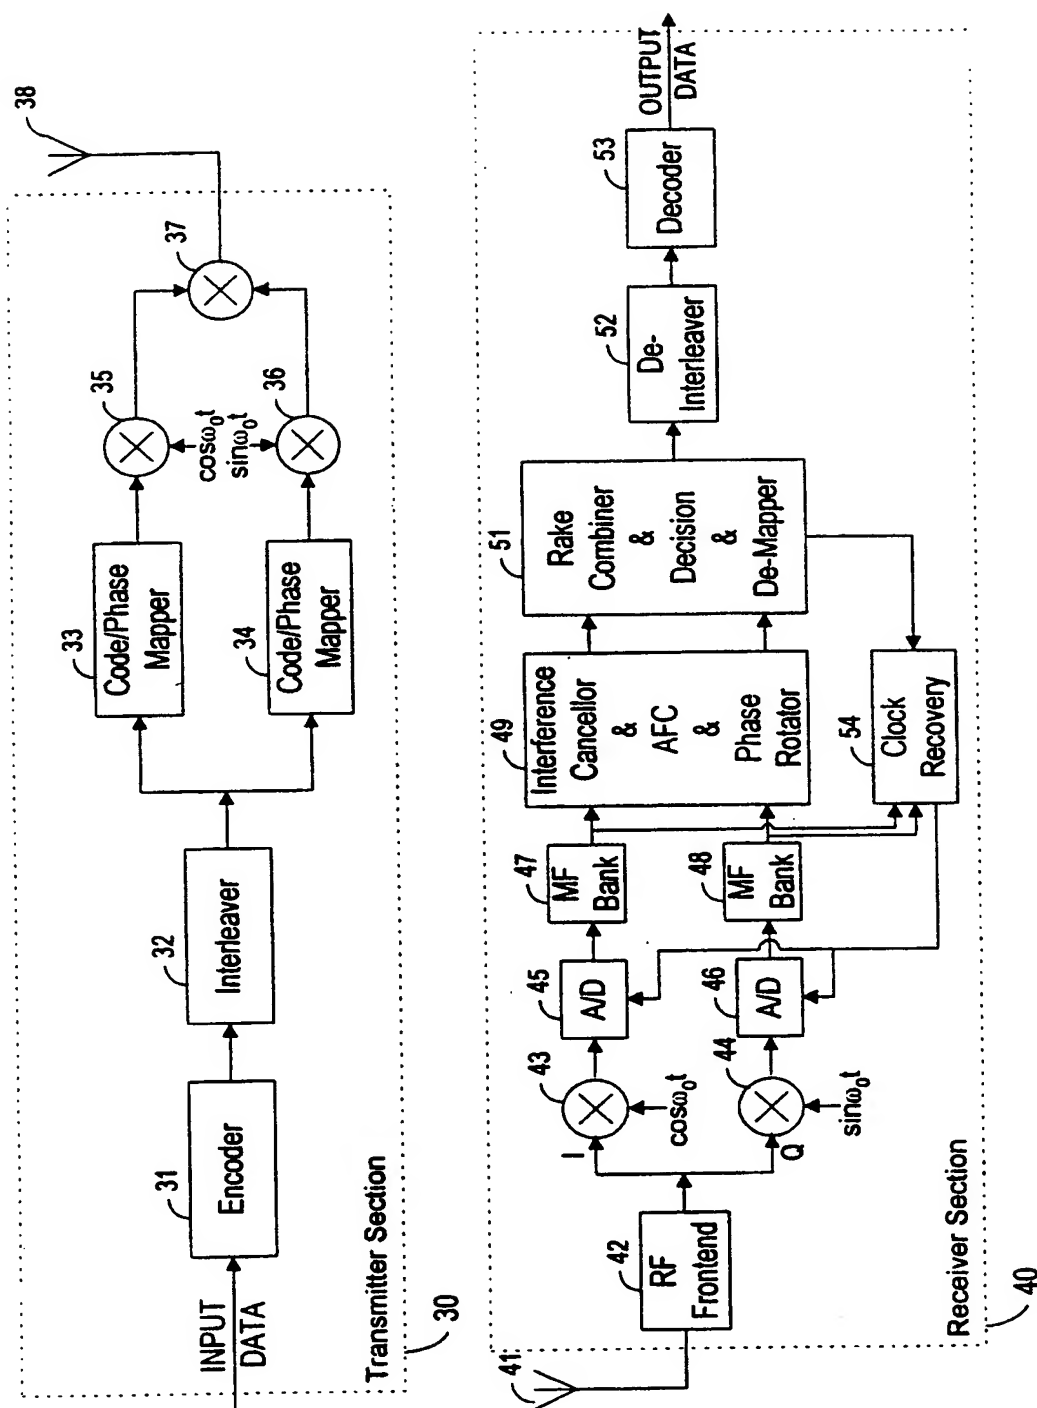 INPUT
DATA
31
Encoder
32
Interleaver
33
Code/Phase
Mapper
34
Code/Phase
Mapper
35
cosω₀t
sinω₀t
36
37
38
Transmitter Section
30
41
42
RF
Frontend
I
Q
43
cosω₀t
44
sinω₀t
45
A/D
46
A/D
47
MF
Bank
48
MF
Bank
49
Interference
Cancellor
&
AFC
&
Phase
Rotator
51
Rake
Combiner
&
Decision
&
De-Mapper
54
Clock
Recovery
52
De-
Interleaver
53
Decoder
OUTPUT
DATA
Receiver Section
40